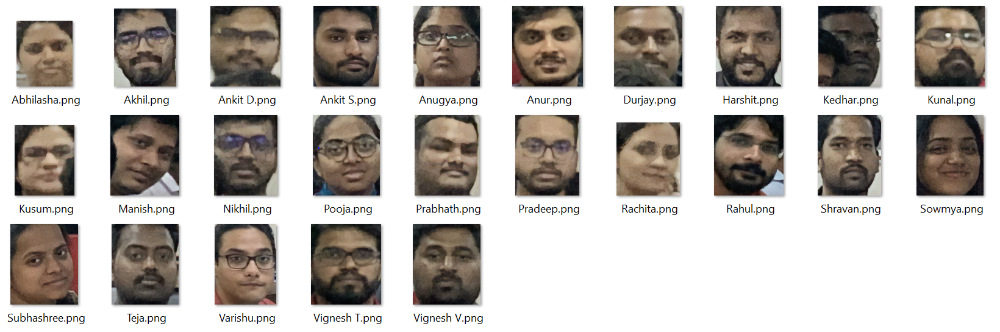 Abhilasha.png Akhil.png Ankit D.png Ankit S.png Anugya.png Anur.png Durjay.png Harshit.png Kedhar.png Kunal.png
Kusum.png Manish.png Nikhil.png Pooja.png Prabhath.png Pradeep.png Rachita.png Rahul.png Shravan.png Sowmya.png
Subhashree.png Teja.png Varishu.png Vignesh T.png Vignesh V.png